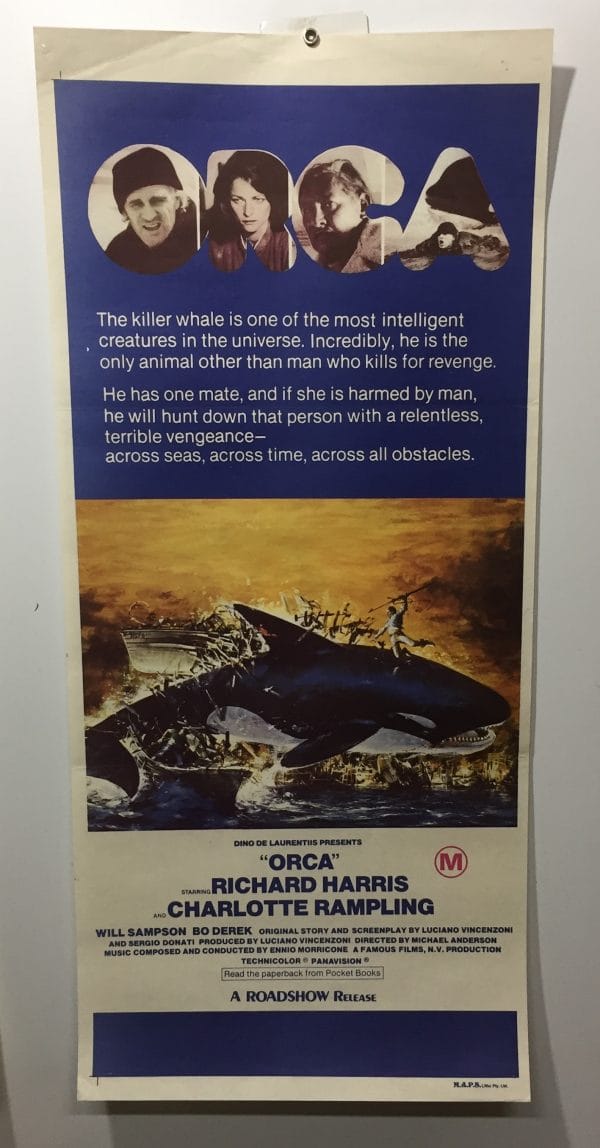 ORCA
The killer whale is one of the most intelligent
creatures in the universe. Incredibly, he is the
only animal other than man who kills for revenge.
He has one mate, and if she is harmed by man,
he will hunt down that person with a relentless,
terrible vengeance—
across seas, across time, across all obstacles.
DINO DE LAURENTIIS PRESENTS
"ORCA"
M
STARRING RICHARD HARRIS
AND CHARLOTTE RAMPLING
WILL SAMPSON BO DEREK ORIGINAL STORY AND SCREENPLAY BY LUCIANO VINCENZONI
AND SERGIO DONATI PRODUCED BY LUCIANO VINCENZONI DIRECTED BY MICHAEL ANDERSON
MUSIC COMPOSED AND CONDUCTED BY ENNIO MORRICONE A FAMOUS FILMS, N.V. PRODUCTION
TECHNICOLOR® PANAVISION®
Read the paperback from Pocket Books
A ROADSHOW RELEASE
M.A.P.S. Litho Pty. Ltd.